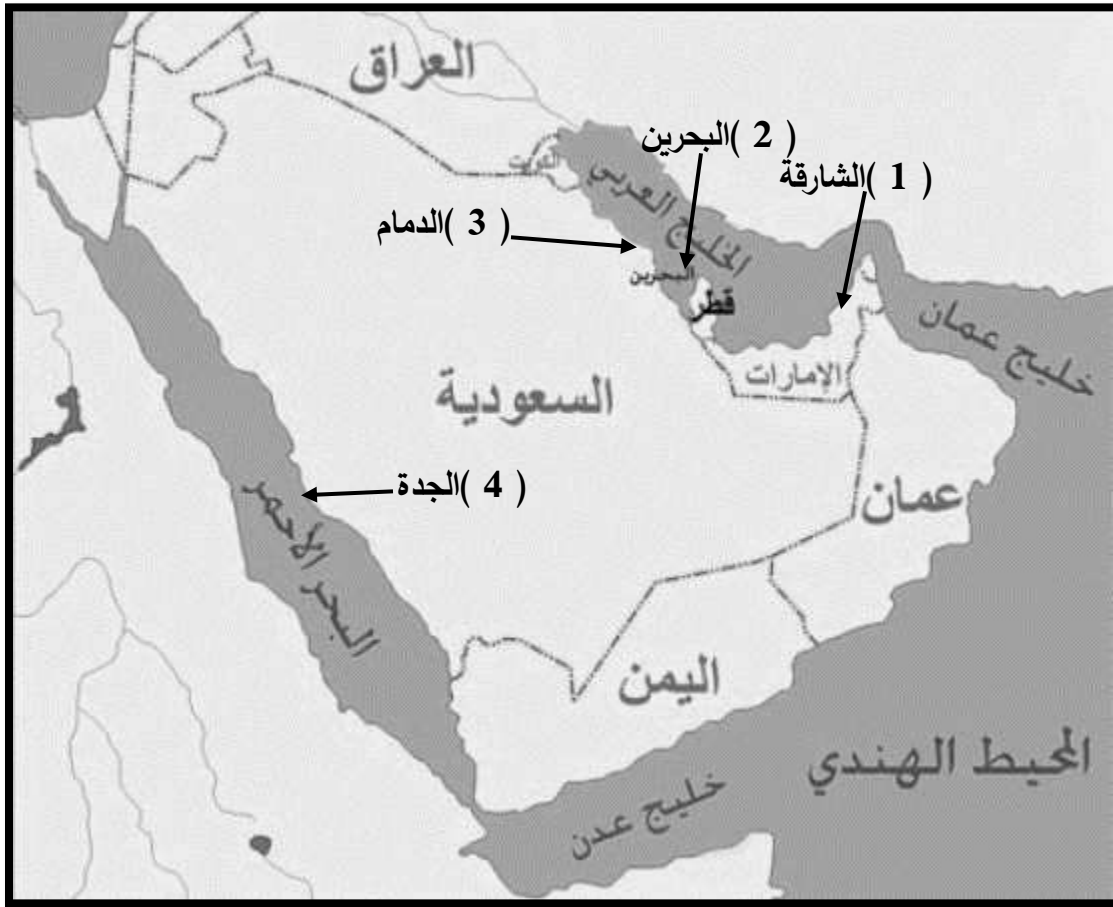 العراق
( 2 )البحرين
( 1 )الشارقة
الكويت
الخليج العربي
( 3 )الدمام
البحرين
قطر
خليج عمان
الإمارات
السعودية
( 4 )الجدة
عمان
البحر الأحمر
اليمن
المحيط الهندي
خليج عدن